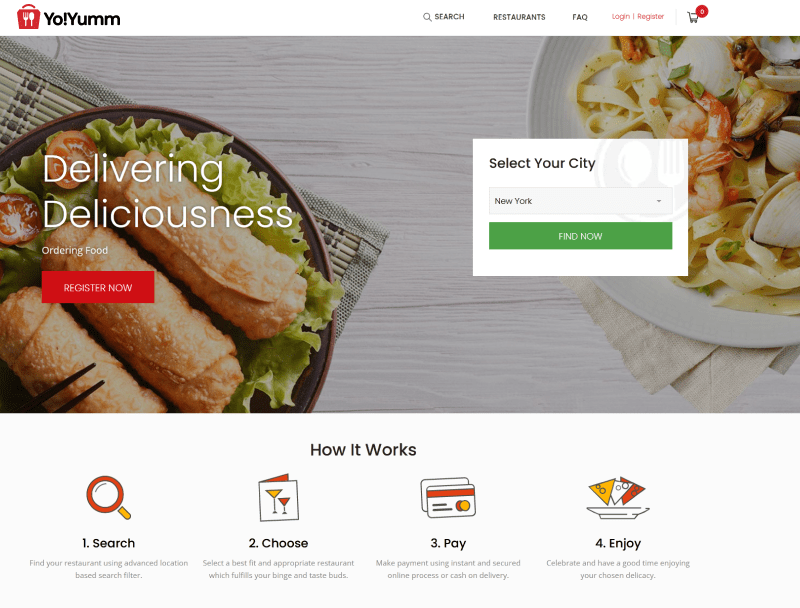 Yo!Yumm
SEARCH
RESTAURANTS
FAQ
Login | Register
0
Delivering
Deliciousness
Ordering Food
REGISTER NOW
Select Your City
New York
FIND NOW
How It Works
1. Search
Find your restaurant using advanced location
based search filter.
2. Choose
Select a best fit and appropriate restaurant
which fulfills your binge and taste buds.
3. Pay
Make payment using instant and secured
online process or cash on delivery.
4. Enjoy
Celebrate and have a good time enjoying
your chosen delicacy.